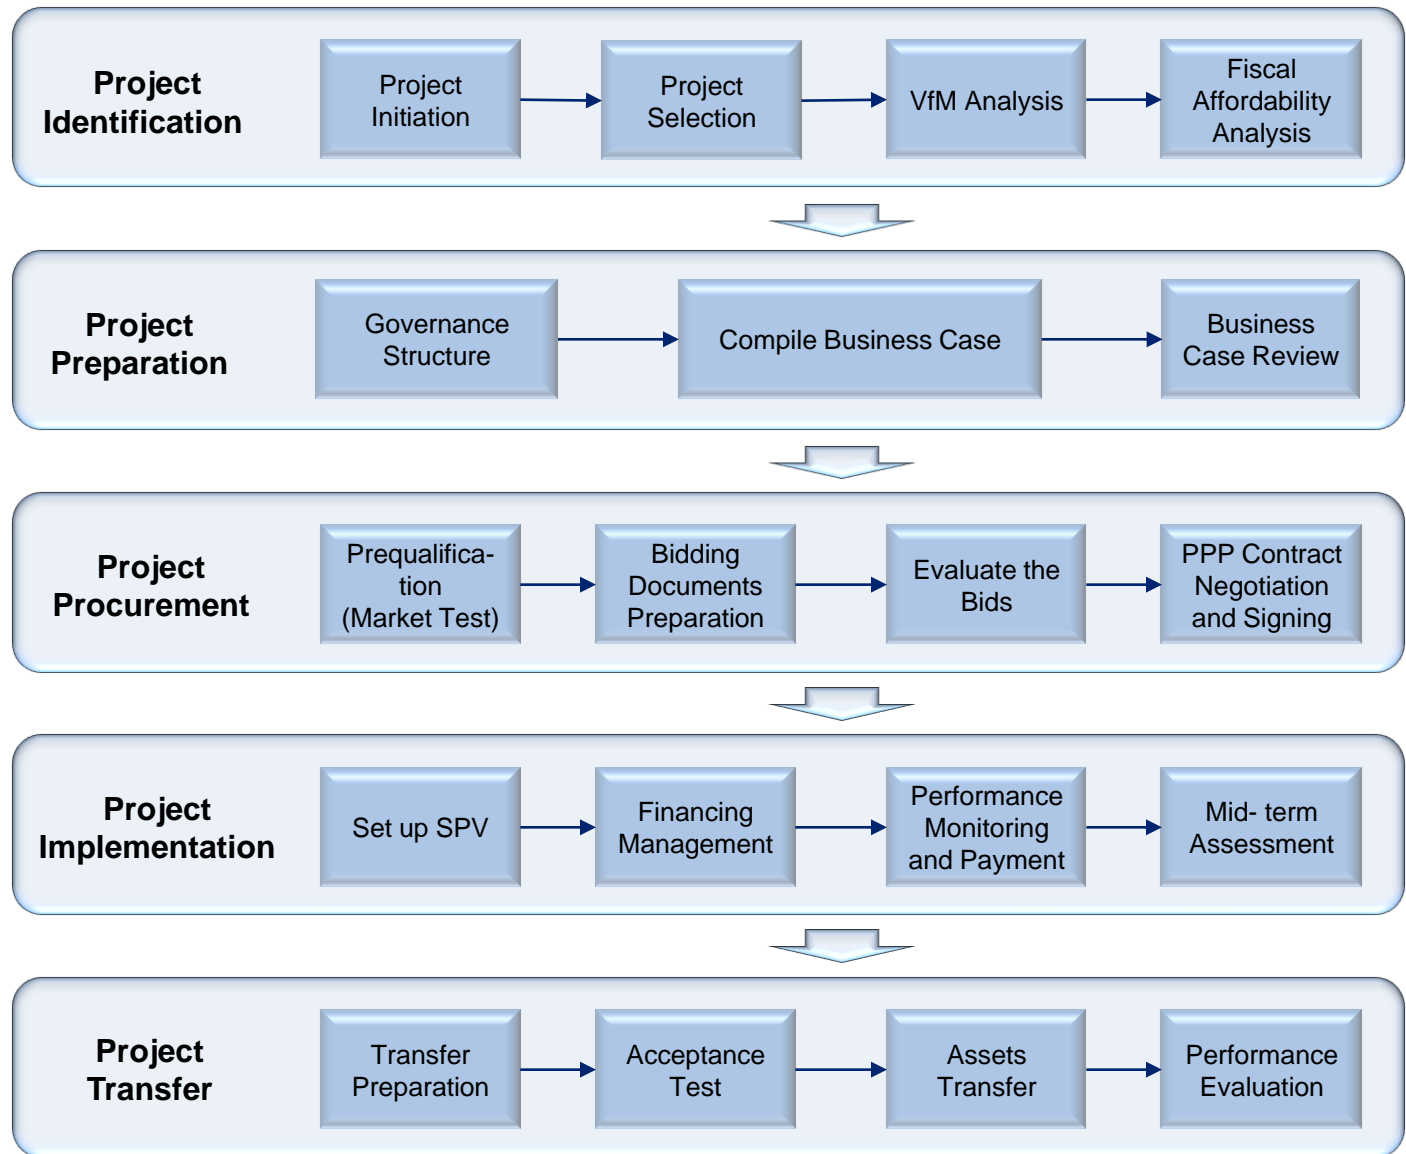 Project
Identification
Project
Initiation
Project
Selection
VfM Analysis
Fiscal
Affordability
Analysis
Project
Preparation
Governance
Structure
Compile Business Case
Business
Case Review
Project
Procurement
Prequalifica-
tion
(Market Test)
Bidding
Documents
Preparation
Evaluate the
Bids
PPP Contract
Negotiation
and Signing
Project
Implementation
Set up SPV
Financing
Management
Performance
Monitoring
and Payment
Mid- term
Assessment
Project
Transfer
Transfer
Preparation
Acceptance
Test
Assets
Transfer
Performance
Evaluation